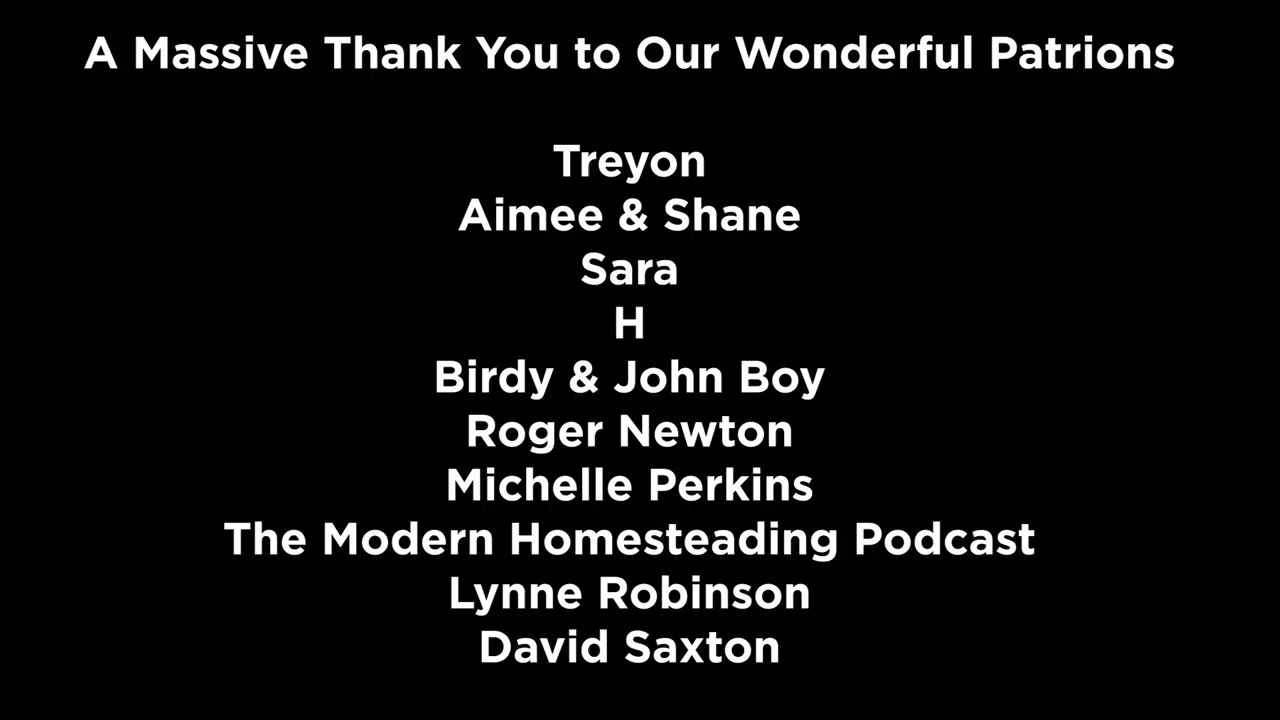 A Massive Thank You to Our Wonderful Patrions
Treyon
Aimee & Shane
Sara
H
Birdy & John Boy
Roger Newton
Michelle Perkins
The Modern Homesteading Podcast
Lynne Robinson
David Saxton